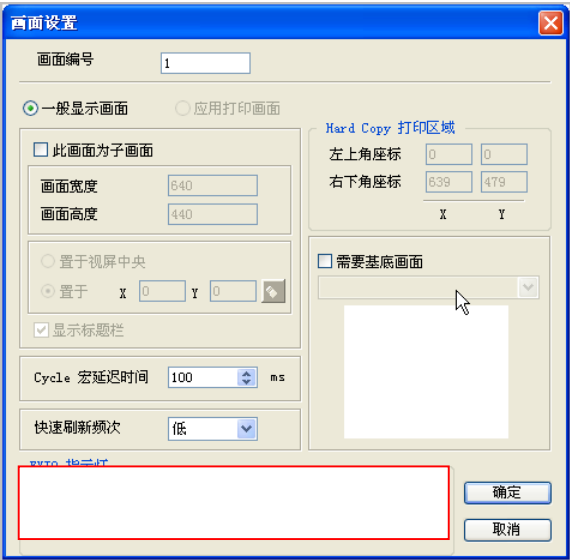 画面设置
画面编号 1
一般显示画面 应用打印画面
此画面为子画面
画面宽度 640
画面高度 440
置于视屏中央
置于 X 0 Y 0
显示标题栏
Cycle 宏延迟时间 100 ms
快速刷新频次 低
Hard Copy 打印区域
左上角座标 0 0
右下角座标 639 479
X Y
需要基底画面
确定
取消